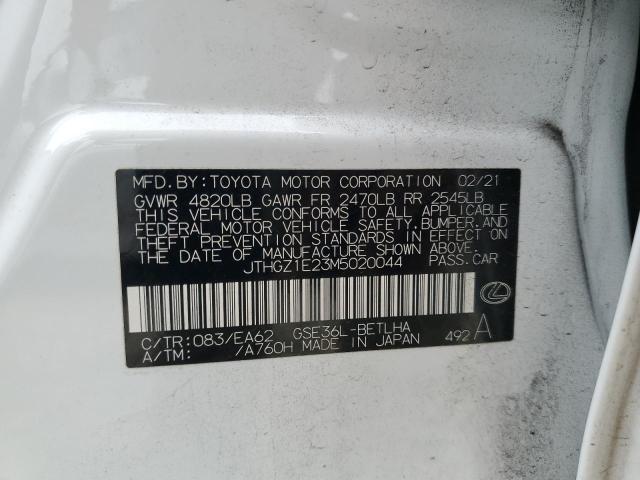 MFD. BY: TOYOTA MOTOR CORPORATION 02/21
GVWR 4820LB GAWR FR 2470LB RR 2545LB
THIS VEHICLE CONFORMS TO ALL APPLICABLE
FEDERAL MOTOR VEHICLE SAFETY, BUMPER, AND
THEFT PREVENTION STANDARDS IN EFFECT ON
THE DATE OF MANUFACTURE SHOWN ABOVE.
JTHGZ1E23M5020044 PASS. CAR
C/TR: 083/EA62 GSE36L-BETLHA
A/TM: /A760H MADE IN JAPAN 492 A